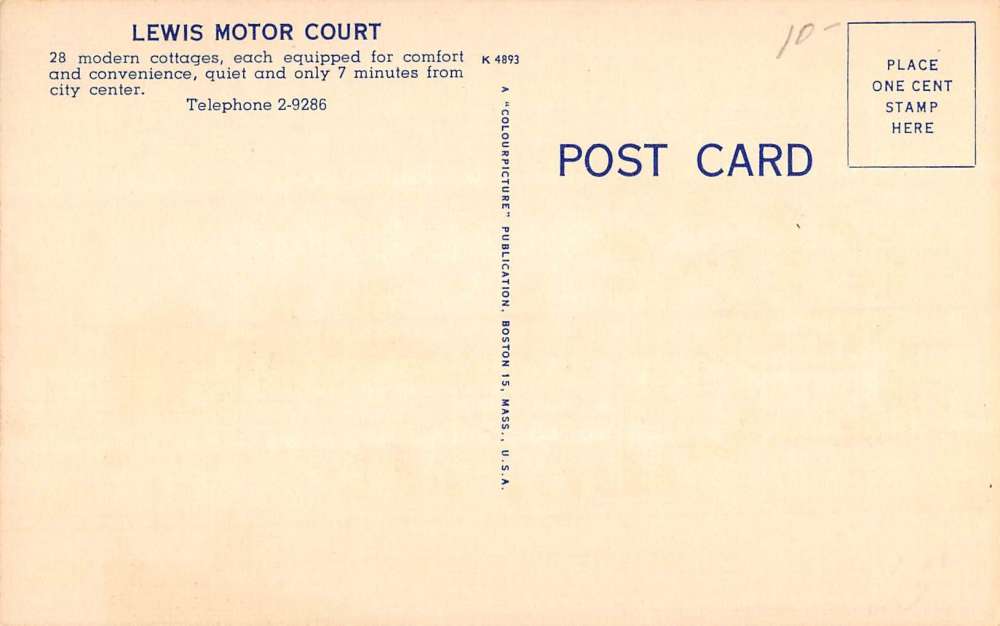 LEWIS MOTOR COURT
28 modern cottages, each equipped for comfort
and convenience, quiet and only 7 minutes from
city center.
Telephone 2-9286
K 4893
A "COLOURPICTURE" PUBLICATION, BOSTON 15, MASS., U.S.A.
10-
POST CARD
PLACE
ONE CENT
STAMP
HERE